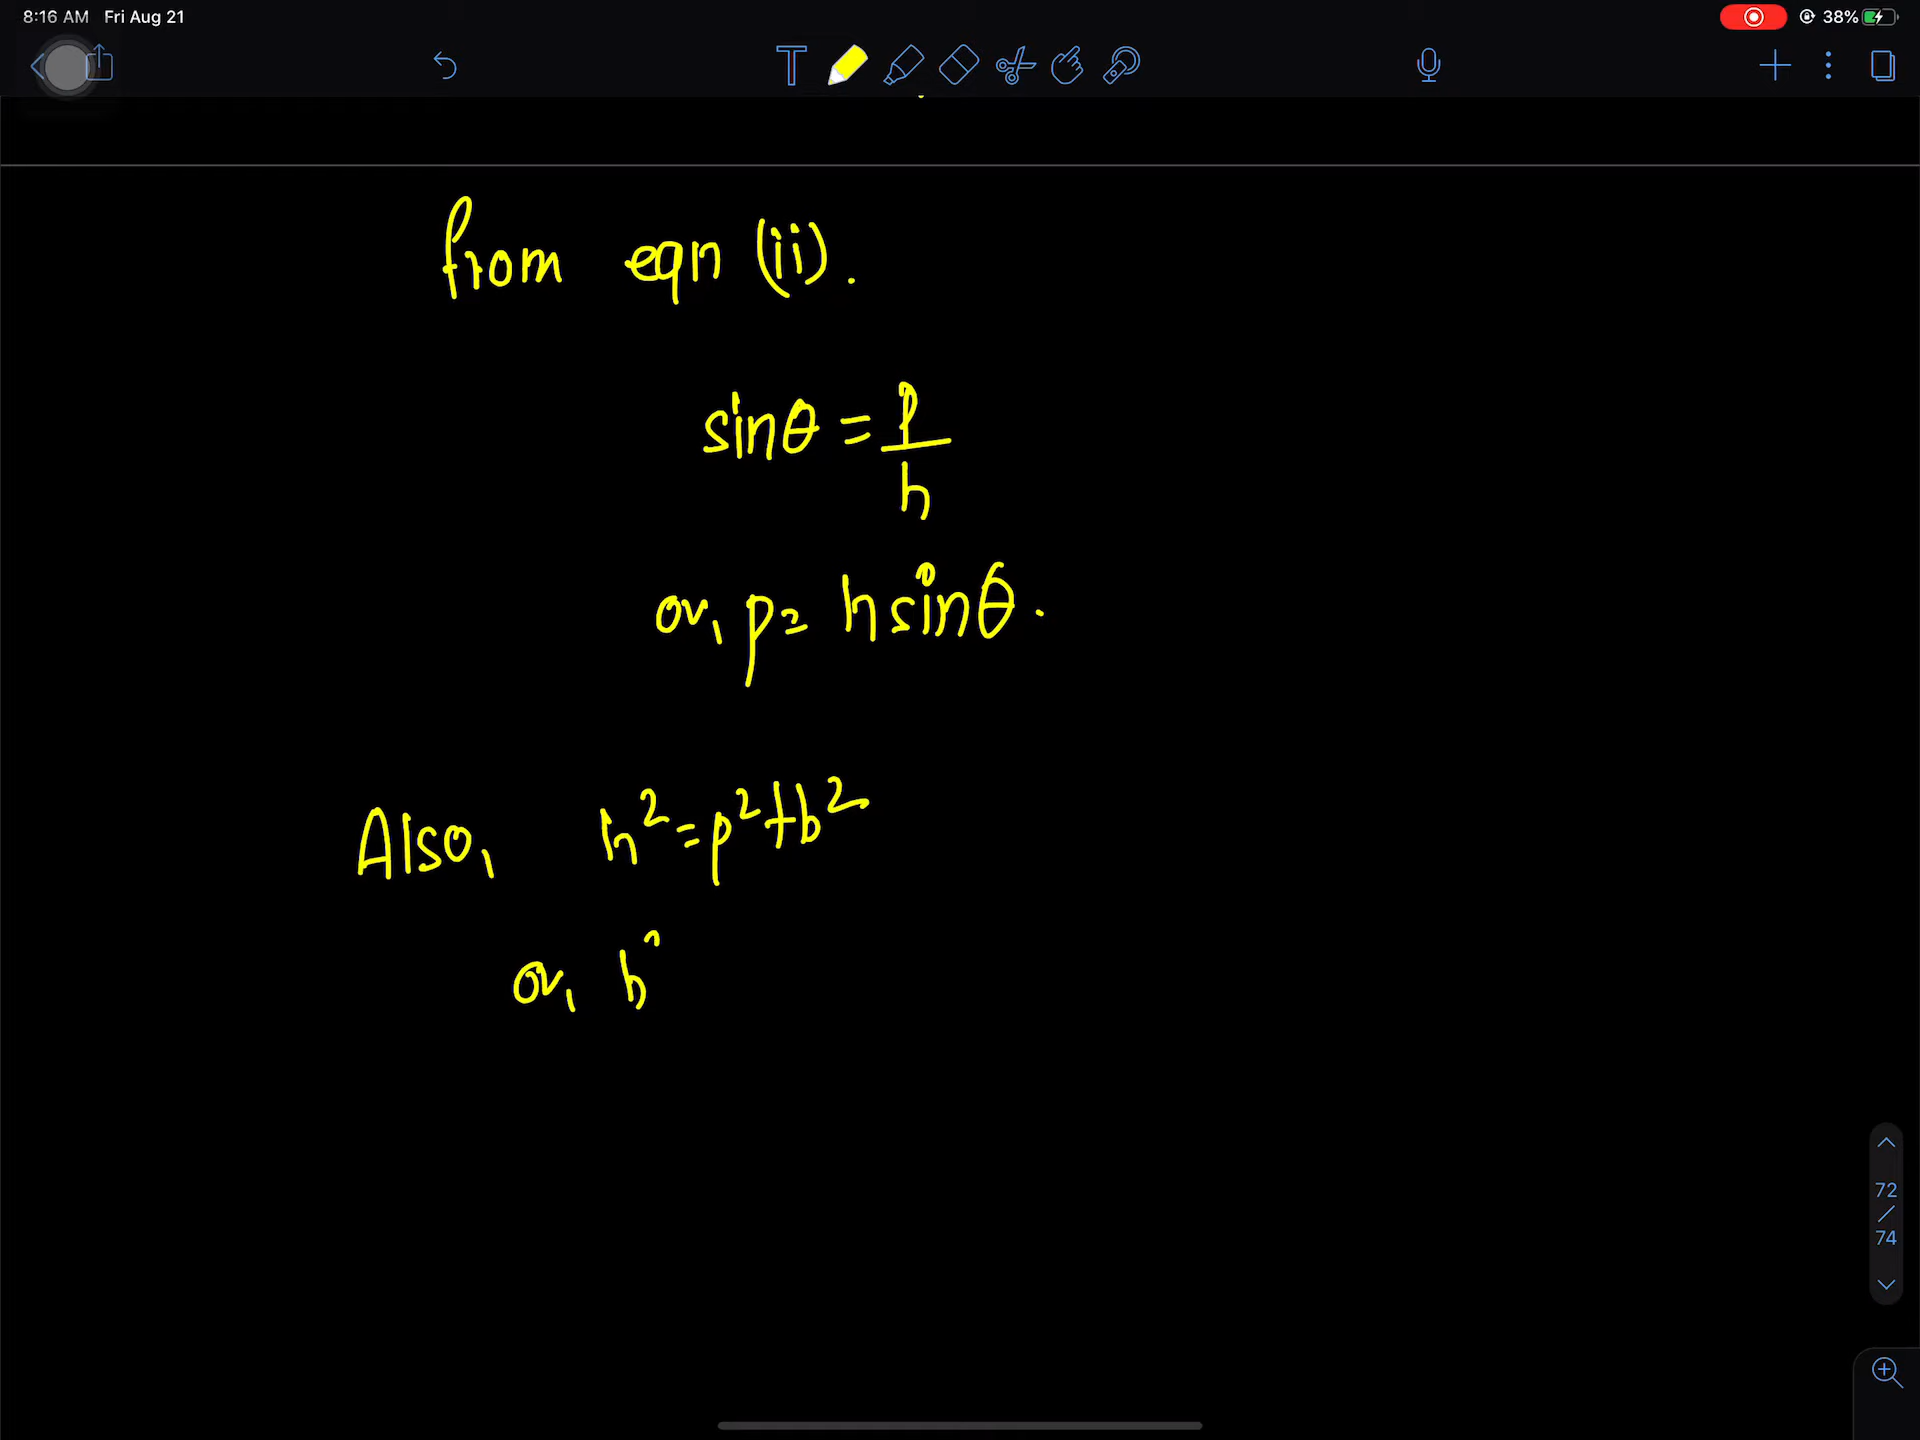 8:16 AM Fri Aug 21 38%
from eqn (ii).
sinθ = p/h
or, p = h sinθ.
Also, h² = p² + b²
or, b²
72
/
74